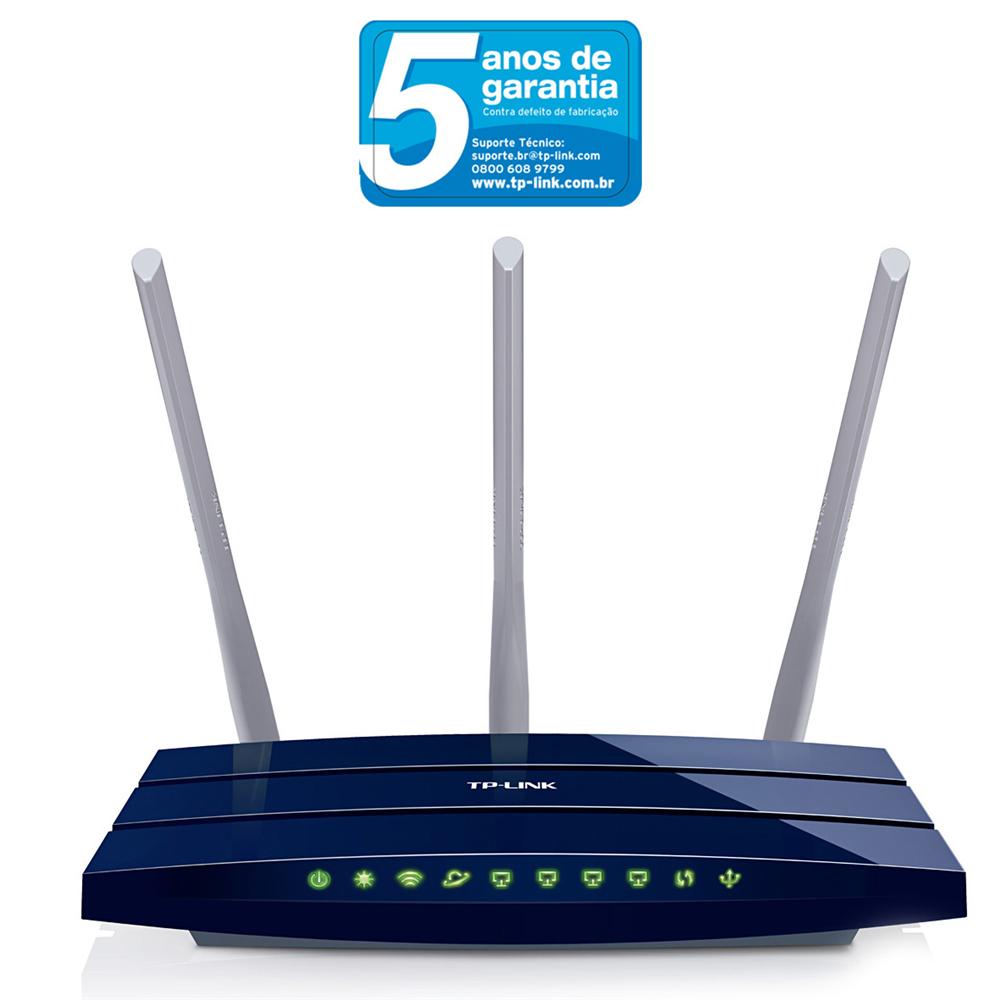 5 anos de
garantia
Contra defeito de fabricação
Suporte Técnico:
suporte.br@tp-link.com
0800 608 9799
www.tp-link.com.br
TP-LINK